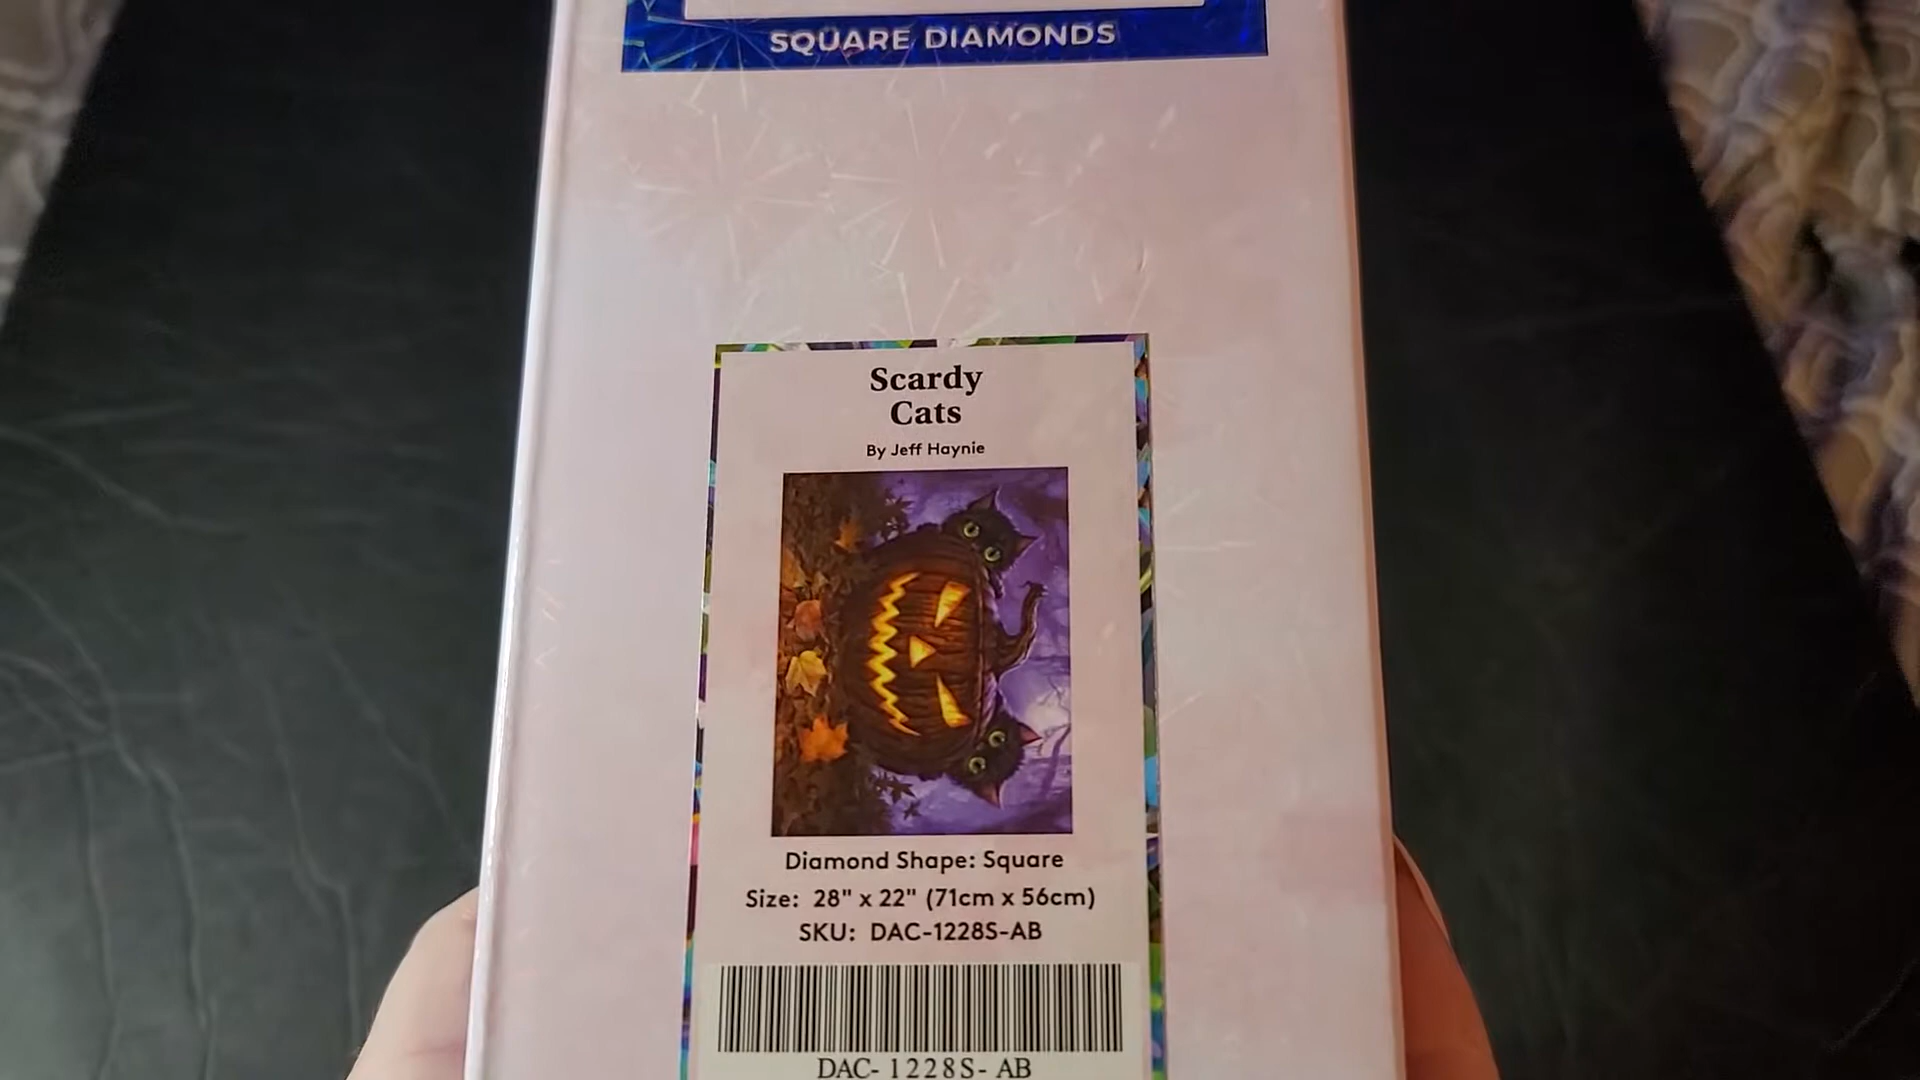 SQUARE DIAMONDS
Scardy
Cats
By Jeff Haynie
Diamond Shape: Square
Size: 28" x 22" (71cm x 56cm)
SKU: DAC-1228S-AB
DAC- 1228S- AB